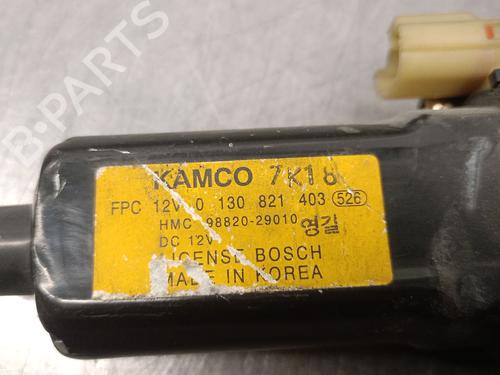 KAMCO 7K18
FPC 12V 0 130 821 403 526
HMC 98820-29010 영길
DC 12V
LICENSE BOSCH
MADE IN KOREA
B-PARTS